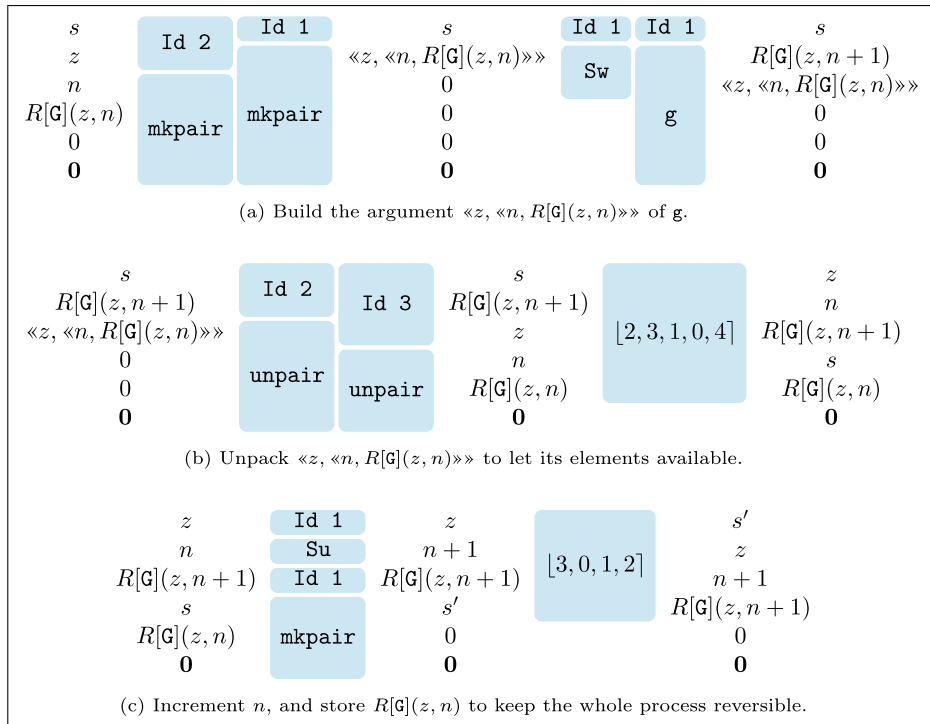 s
z
n
R[G](z, n)
0
𝟎
Id 2
mkpair
Id 1
mkpair
s
«z, «n, R[G](z, n)»»
0
0
0
𝟎
Id 1
Sw
Id 1
g
s
R[G](z, n + 1)
«z, «n, R[G](z, n)»»
0
0
𝟎
(a) Build the argument «z, «n, R[G](z, n)»» of g.
s
R[G](z, n + 1)
«z, «n, R[G](z, n)»»
0
0
𝟎
Id 2
unpair
Id 3
unpair
s
R[G](z, n + 1)
z
n
R[G](z, n)
𝟎
⌊2, 3, 1, 0, 4⌉
z
n
R[G](z, n + 1)
s
R[G](z, n)
𝟎
(b) Unpack «z, «n, R[G](z, n)»» to let its elements available.
z
n
R[G](z, n + 1)
s
R[G](z, n)
𝟎
Id 1
Su
Id 1
mkpair
z
n + 1
R[G](z, n + 1)
s′
0
𝟎
⌊3, 0, 1, 2⌉
s′
z
n + 1
R[G](z, n + 1)
0
𝟎
(c) Increment n, and store R[G](z, n) to keep the whole process reversible.